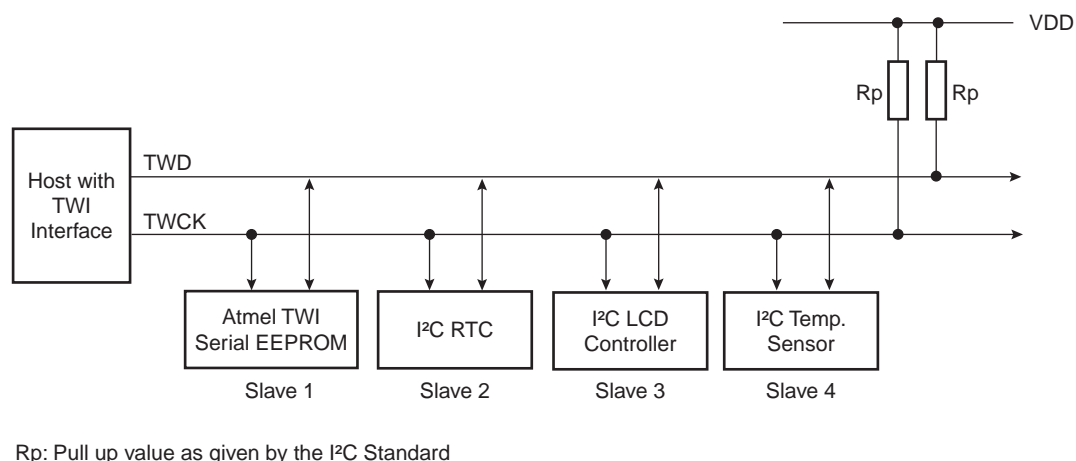 VDD
Rp
Rp
Host with
TWI
Interface
TWD
TWCK
Atmel TWI
Serial EEPROM
Slave 1
I²C RTC
Slave 2
I²C LCD
Controller
Slave 3
I²C Temp.
Sensor
Slave 4
Rp: Pull up value as given by the I²C Standard